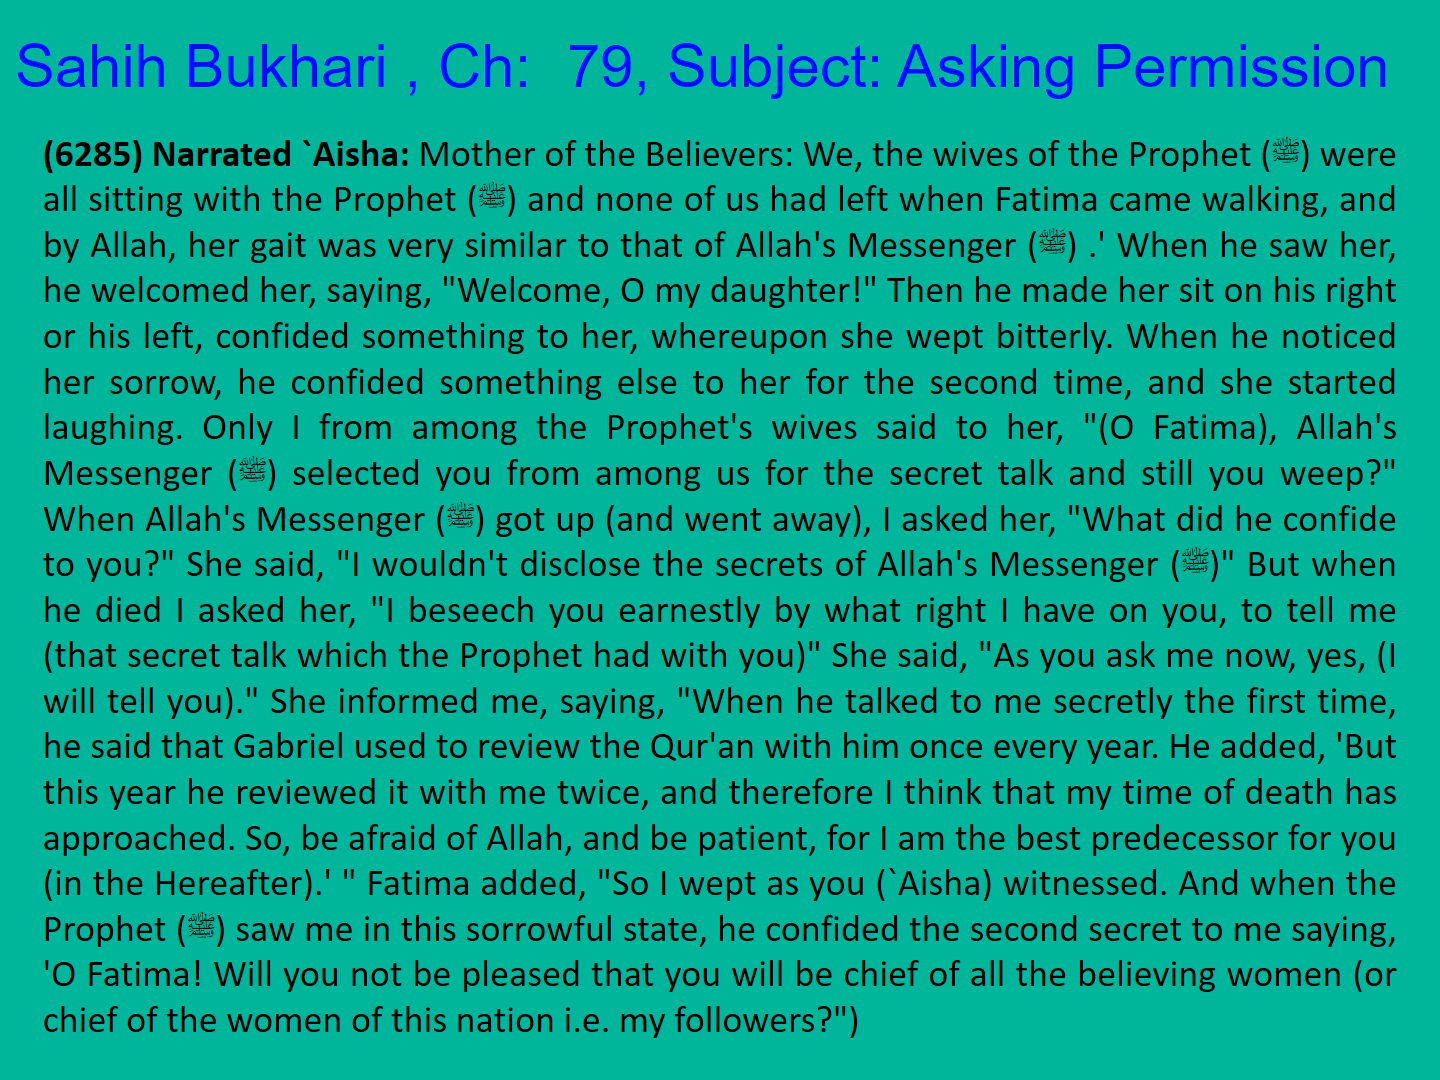 Sahih Bukhari , Ch:  79, Subject: Asking Permission
(6285) Narrated `Aisha: Mother of the Believers: We, the wives of the Prophet (ﷺ) were
all sitting with the Prophet (ﷺ) and none of us had left when Fatima came walking, and
by Allah, her gait was very similar to that of Allah's Messenger (ﷺ) .' When he saw her,
he welcomed her, saying, "Welcome, O my daughter!" Then he made her sit on his right
or his left, confided something to her, whereupon she wept bitterly. When he noticed
her sorrow, he confided something else to her for the second time, and she started
laughing. Only I from among the Prophet's wives said to her, "(O Fatima), Allah's
Messenger (ﷺ) selected you from among us for the secret talk and still you weep?"
When Allah's Messenger (ﷺ) got up (and went away), I asked her, "What did he confide
to you?" She said, "I wouldn't disclose the secrets of Allah's Messenger (ﷺ)" But when
he died I asked her, "I beseech you earnestly by what right I have on you, to tell me
(that secret talk which the Prophet had with you)" She said, "As you ask me now, yes, (I
will tell you)." She informed me, saying, "When he talked to me secretly the first time,
he said that Gabriel used to review the Qur'an with him once every year. He added, 'But
this year he reviewed it with me twice, and therefore I think that my time of death has
approached. So, be afraid of Allah, and be patient, for I am the best predecessor for you
(in the Hereafter).' " Fatima added, "So I wept as you (`Aisha) witnessed. And when the
Prophet (ﷺ) saw me in this sorrowful state, he confided the second secret to me saying,
'O Fatima! Will you not be pleased that you will be chief of all the believing women (or
chief of the women of this nation i.e. my followers?")